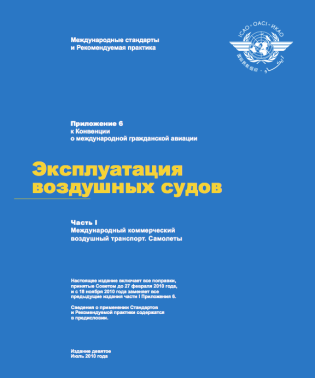 Международные стандарты
и Рекомендуемая практика
ICAO · OACI · ИКАО
Приложение 6
к Конвенции
о международной гражданской авиации
Эксплуатация
воздушных судов
Часть I
Международный коммерческий
воздушный транспорт. Самолеты
Настоящее издание включает все поправки,
принятые Советом до 27 февраля 2010 года,
и с 18 ноября 2010 года заменяет все
предыдущие издания части I Приложения 6.
Сведения о применении Стандартов
и Рекомендуемой практики содержатся
в предисловии.
Издание девятое
Июль 2010 года